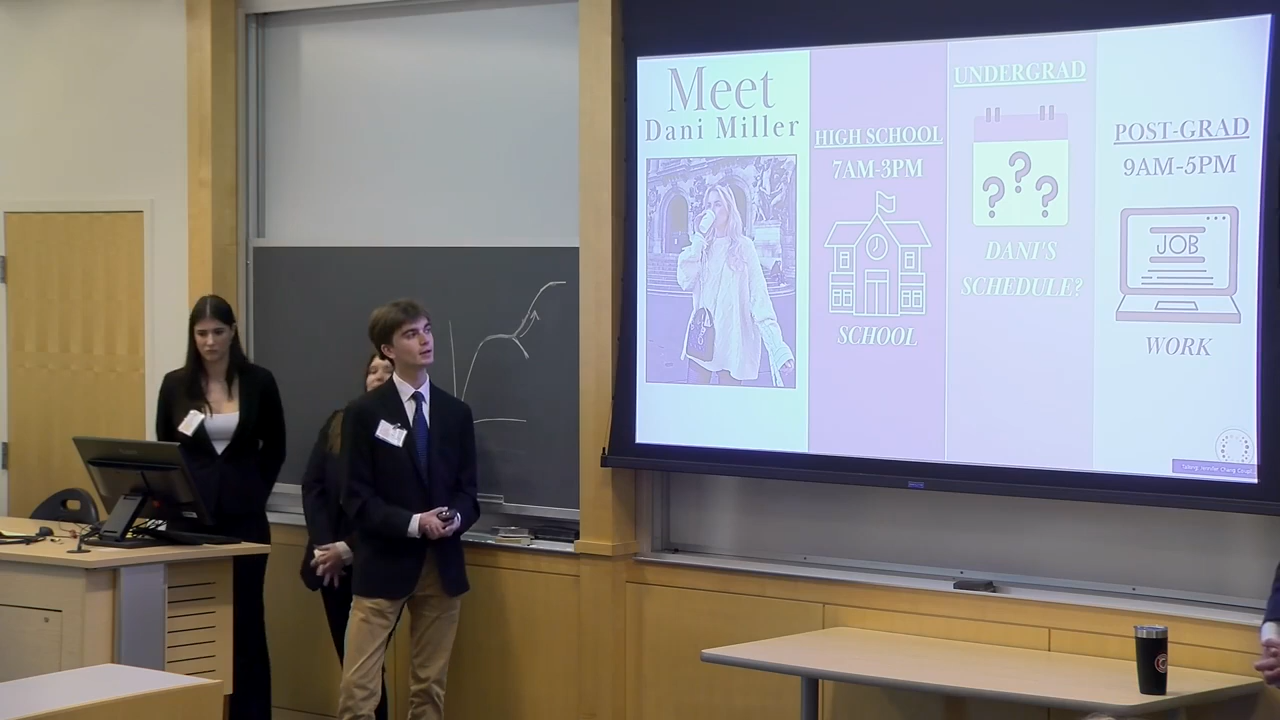 Meet
Dani Miller
HIGH SCHOOL
7AM-3PM
SCHOOL
UNDERGRAD
? ? ?
DANI'S
SCHEDULE?
POST-GRAD
9AM-5PM
JOB
WORK